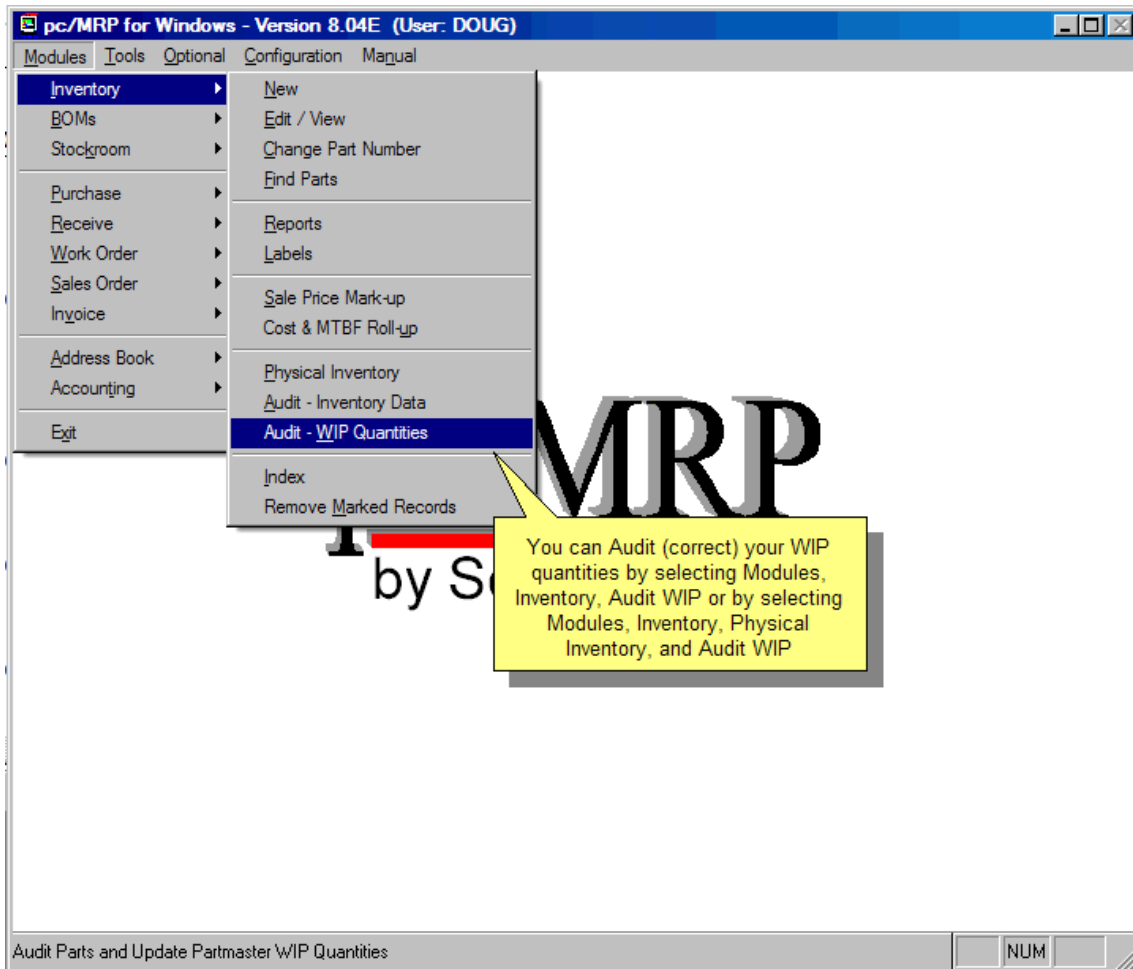 pc/MRP for Windows - Version 8.04E (User: DOUG)
Modules Tools Optional Configuration Manual
Inventory
BOMs
Stockroom
Purchase
Receive
Work Order
Sales Order
Invoice
Address Book
Accounting
Exit
New
Edit / View
Change Part Number
Find Parts
Reports
Labels
Sale Price Mark-up
Cost & MTBF Roll-up
Physical Inventory
Audit - Inventory Data
Audit - WIP Quantities
Index
Remove Marked Records
MRP
by
You can Audit (correct) your WIP
quantities by selecting Modules,
Inventory, Audit WIP or by selecting
Modules, Inventory, Physical
Inventory, and Audit WIP
Audit Parts and Update Partmaster WIP Quantities
NUM